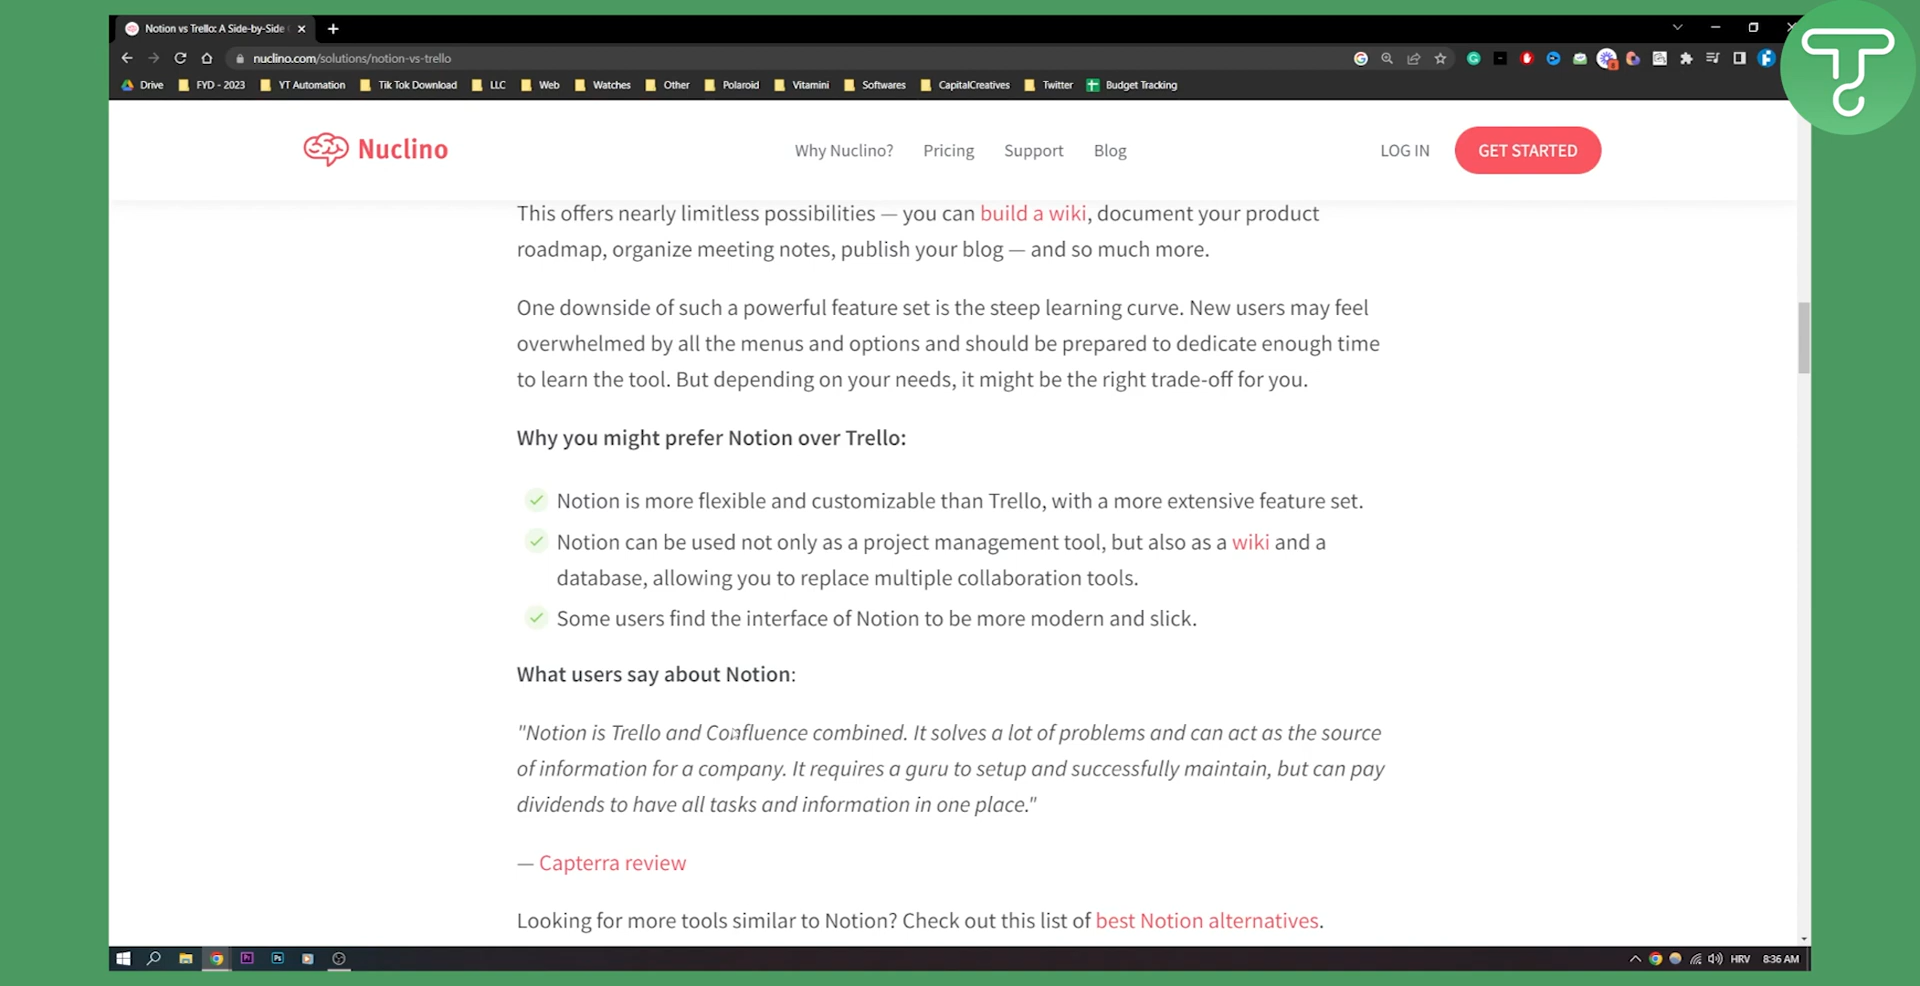 Notion vs Trello: A Side-by-Side
nuclino.com/solutions/notion-vs-trello
Drive FYD - 2023 YT Automation Tik Tok Download LLC Web Watches Other Polaroid Vitamini Softwares CapitalCreatives Twitter Budget Tracking
Nuclino Why Nuclino? Pricing Support Blog LOG IN GET STARTED
This offers nearly limitless possibilities — you can build a wiki, document your product
roadmap, organize meeting notes, publish your blog — and so much more.
One downside of such a powerful feature set is the steep learning curve. New users may feel
overwhelmed by all the menus and options and should be prepared to dedicate enough time
to learn the tool. But depending on your needs, it might be the right trade-off for you.
Why you might prefer Notion over Trello:
Notion is more flexible and customizable than Trello, with a more extensive feature set.
Notion can be used not only as a project management tool, but also as a wiki and a
database, allowing you to replace multiple collaboration tools.
Some users find the interface of Notion to be more modern and slick.
What users say about Notion:
"Notion is Trello and Confluence combined. It solves a lot of problems and can act as the source
of information for a company. It requires a guru to setup and successfully maintain, but can pay
dividends to have all tasks and information in one place."
— Capterra review
Looking for more tools similar to Notion? Check out this list of best Notion alternatives.
Pr Ps HRV 8:36 AM